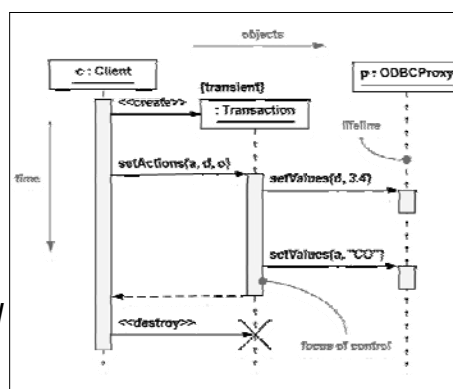 objects
c : Client
p : ODBCProxy
{transient}
<<create>>
: Transaction
lifeline
setActions(a, d, o)
time
setValues(d, 3.4)
setValues(a, "CO")
<<destroy>>
focus of control